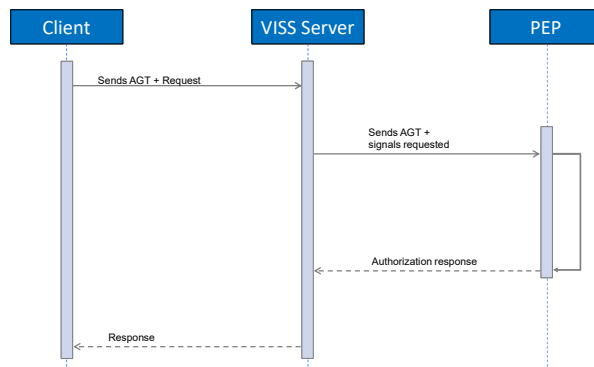 Client
VISS Server
PEP
Sends AGT + Request
Sends AGT +
signals requested
Authorization response
Response